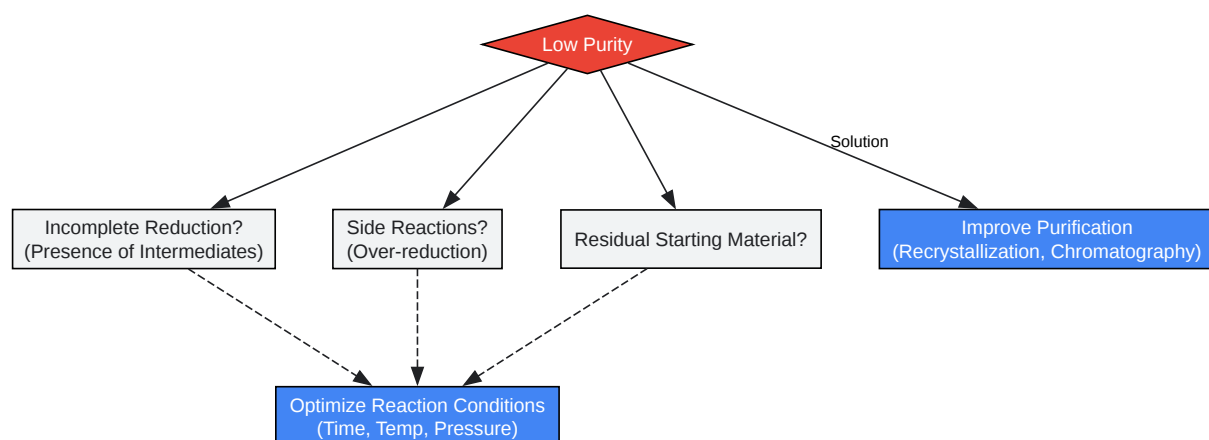 Low Purity
Solution
Incomplete Reduction?
(Presence of Intermediates)
Side Reactions?
(Over-reduction)
Residual Starting Material?
Improve Purification
(Recrystallization, Chromatography)
Optimize Reaction Conditions
(Time, Temp, Pressure)